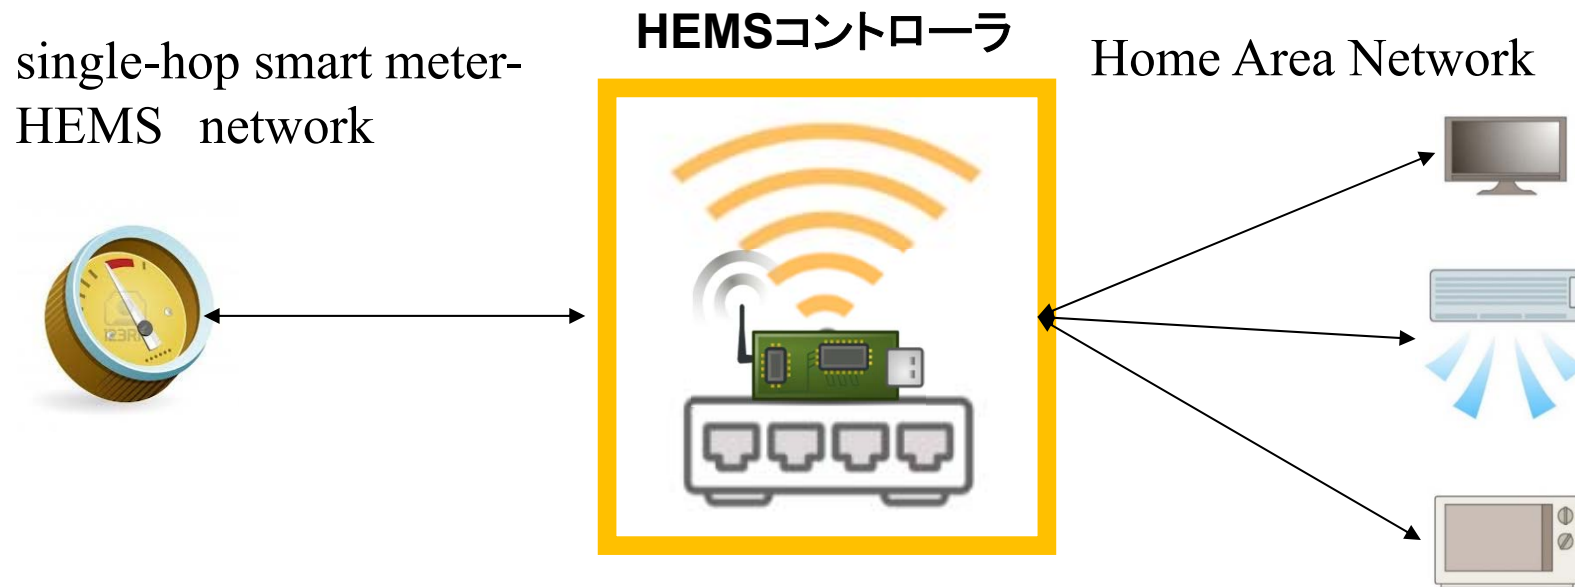 HEMSコントローラ
single-hop smart meter-
HEMS network
Home Area Network
123RF